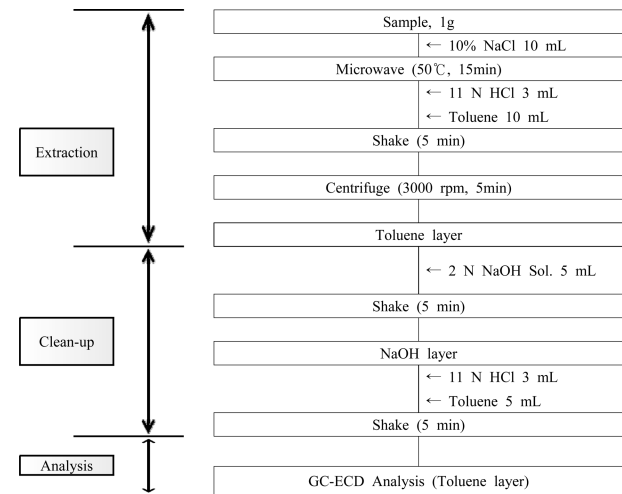 Sample, 1g
← 10% NaCl 10 mL
Microwave (50℃, 15min)
← 11 N HCl 3 mL
← Toluene 10 mL
Shake (5 min)
Extraction
Centrifuge (3000 rpm, 5min)
Toluene layer
← 2 N NaOH Sol. 5 mL
Shake (5 min)
Clean-up
NaOH layer
← 11 N HCl 3 mL
← Toluene 5 mL
Shake (5 min)
Analysis
GC-ECD Analysis (Toluene layer)